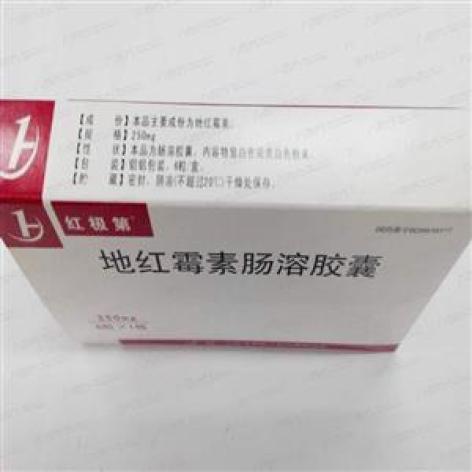 【成 份】本品主要成份为地红霉素。
【规 格】250mg
【性 状】本品为肠溶胶囊，内容物为白色或类白色粉末。
【包 装】铝铝包装，6粒/盒。
【贮 藏】密封，阴凉(不超过20℃)干燥处保存。
红极第
地红霉素肠溶胶囊
250mg